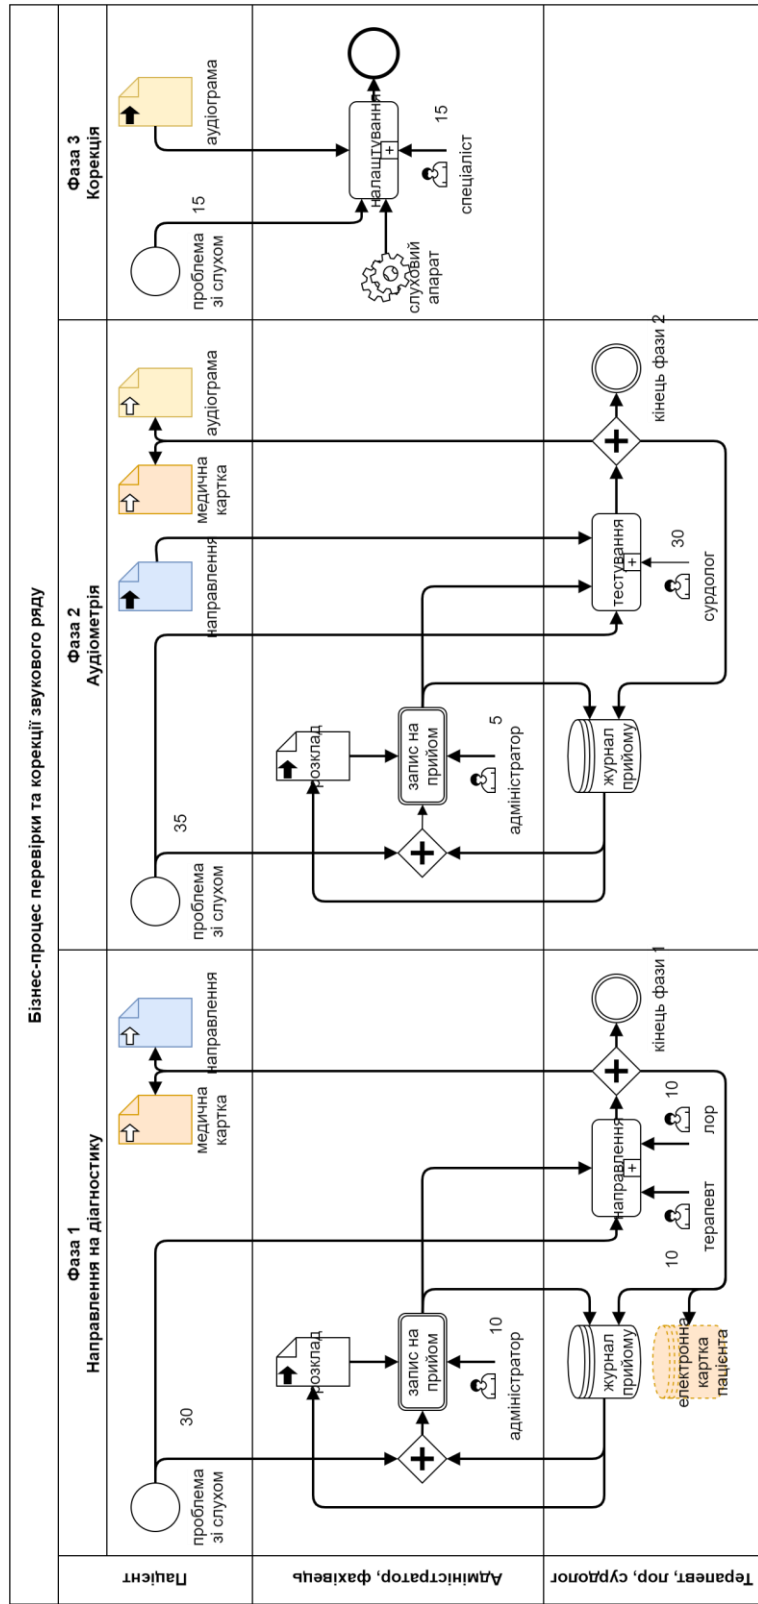 Бізнес-процес перевірки та корекції звукового ряду
Фаза 1
Направлення на діагностику
Фаза 2
Аудіометрія
Фаза 3
Корекція
Пацієнт
проблема
зі слухом
30
медична
картка
направлення
проблема
зі слухом
35
направлення
медична
картка
аудіограма
проблема
зі слухом
15
аудіограма
Адміністратор, фахівець
розклад
запис на
прийом
10
адміністратор
розклад
запис на
прийом
5
адміністратор
налаштування
слуховий
апарат
15
спеціаліст
Терапевт, лор, сурдолог
журнал
прийому
електронна
картка
пацієнта
направлення
10
терапевт
10
лор
кінець фази 1
журнал
прийому
тестування
30
сурдолог
кінець фази 2